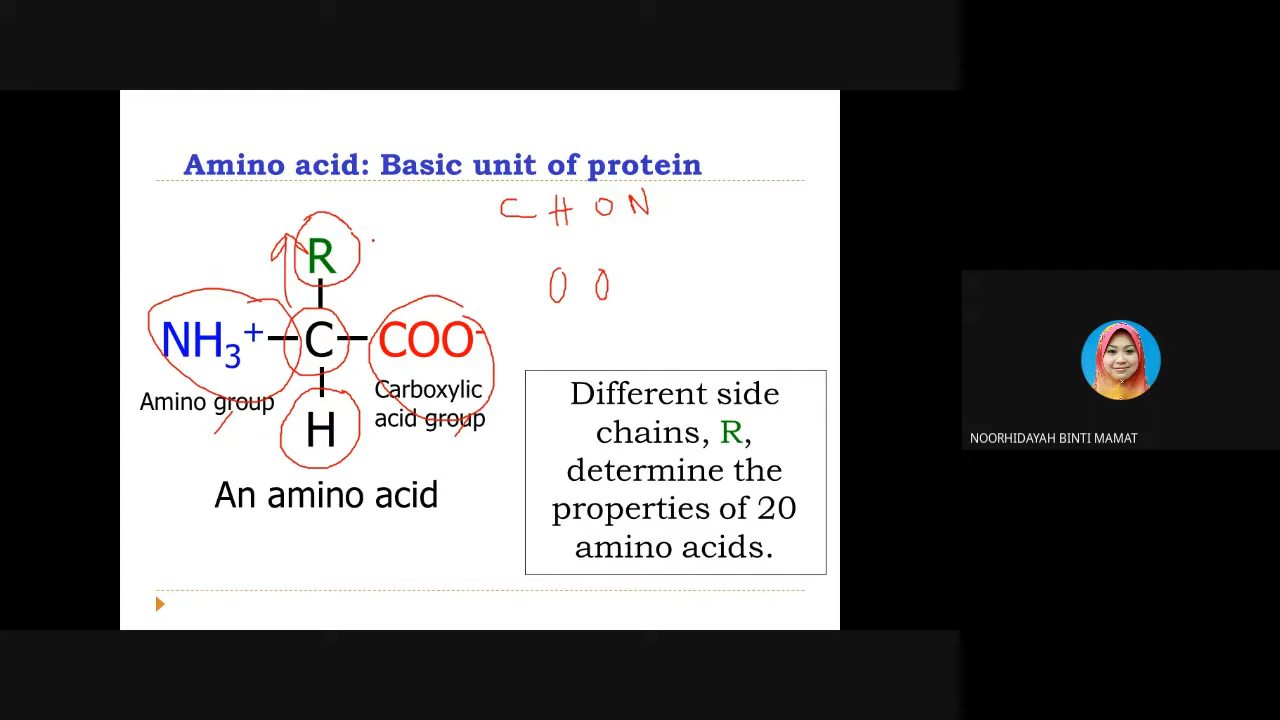 Amino acid: Basic unit of protein
C H O N
R
O O
NH3+ C COO-
Amino group
Carboxylic
acid group
H
An amino acid
Different side
chains, R,
determine the
properties of 20
amino acids.
NOORHIDAYAH BINTI MAMAT